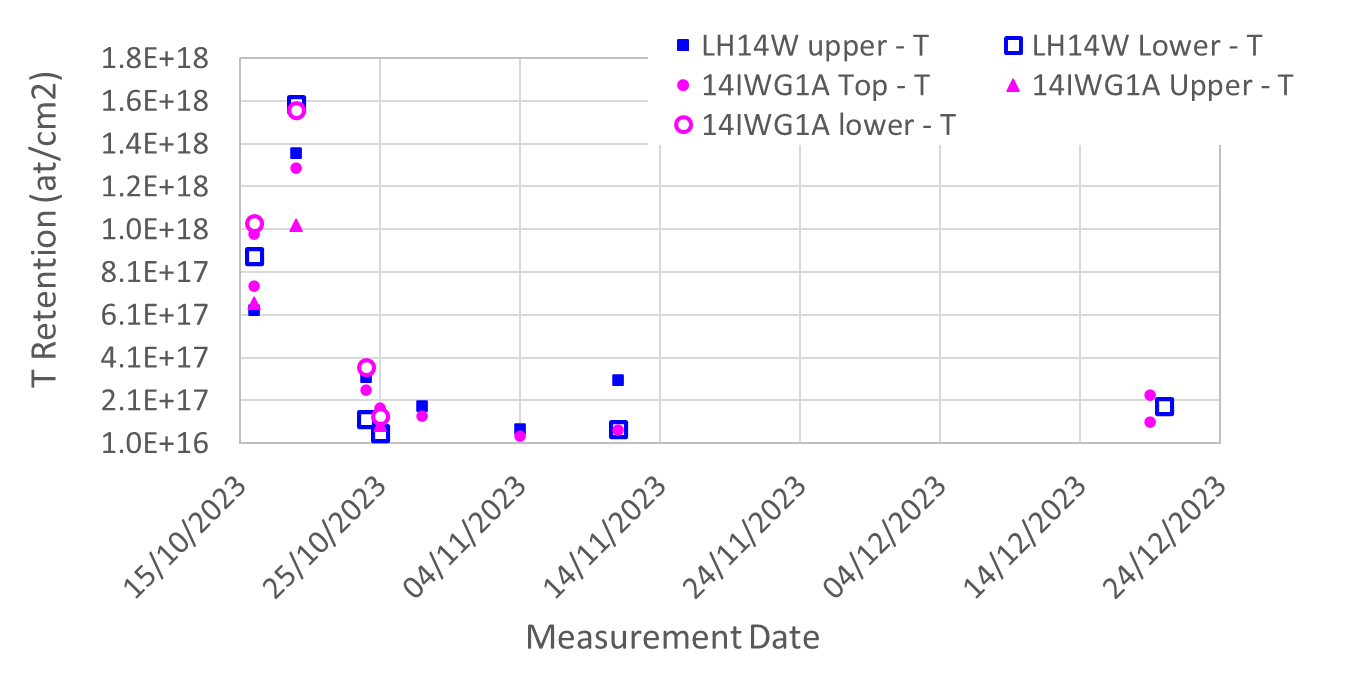 LH14W upper - T
LH14W Lower - T
14IWG1A Top - T
14IWG1A Upper - T
14IWG1A lower - T
T Retention (at/cm2)
1.8E+18
1.6E+18
1.4E+18
1.2E+18
1.0E+18
8.1E+17
6.1E+17
4.1E+17
2.1E+17
1.0E+16
15/10/2023
25/10/2023
04/11/2023
14/11/2023
24/11/2023
04/12/2023
14/12/2023
24/12/2023
Measurement Date